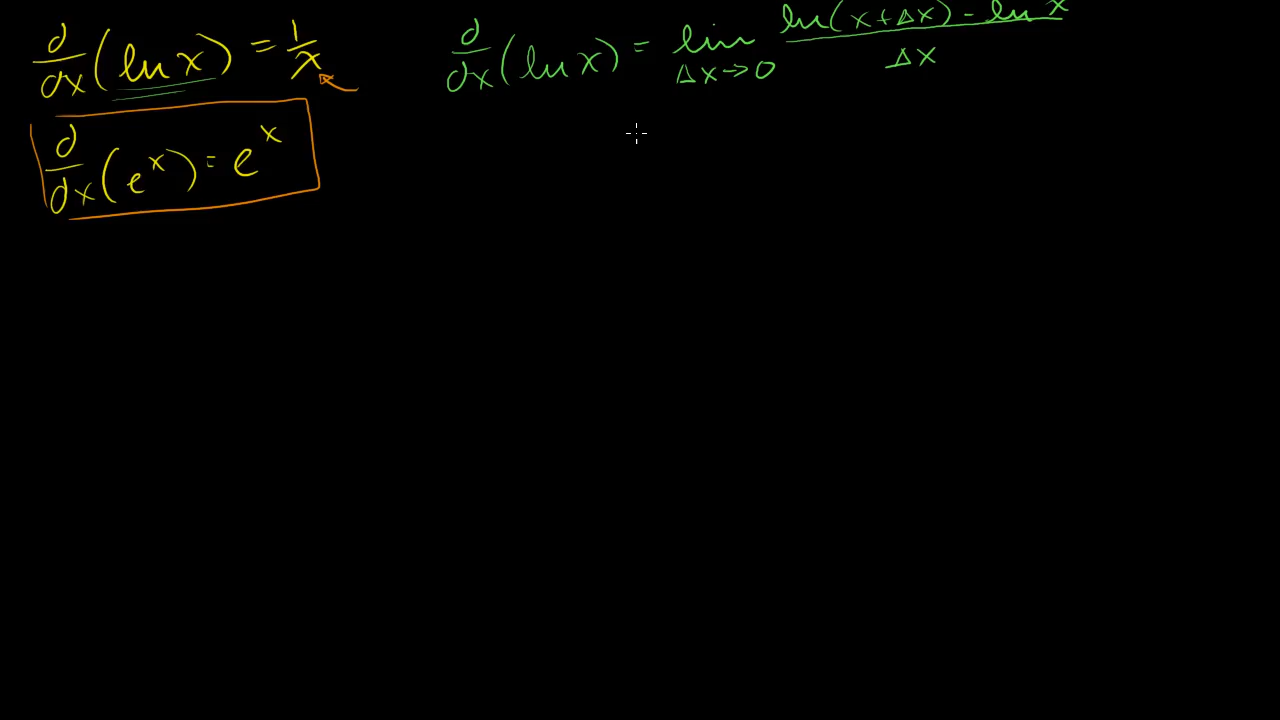 d/dx (ln x) = 1/x
d/dx (e^x) = e^x
d/dx (ln x) = lim Δx→0 (ln(x+Δx) - ln x)/Δx